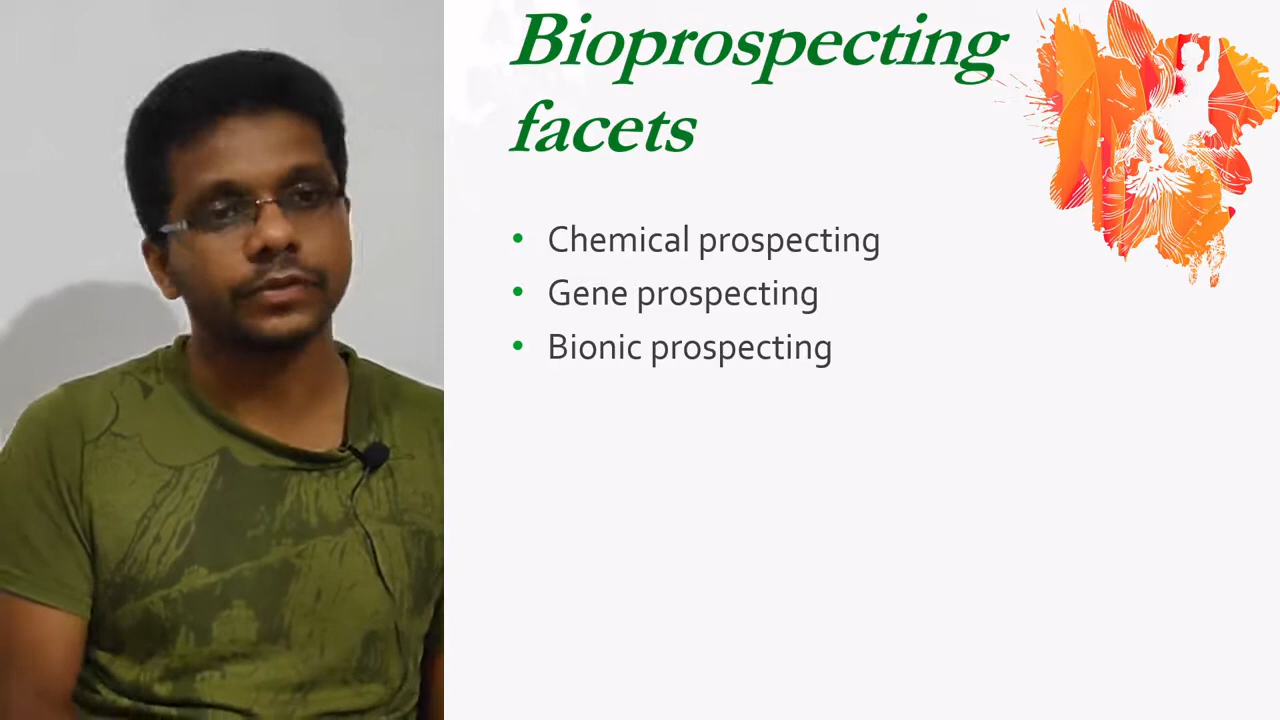 Bioprospecting
facets
• Chemical prospecting
• Gene prospecting
• Bionic prospecting